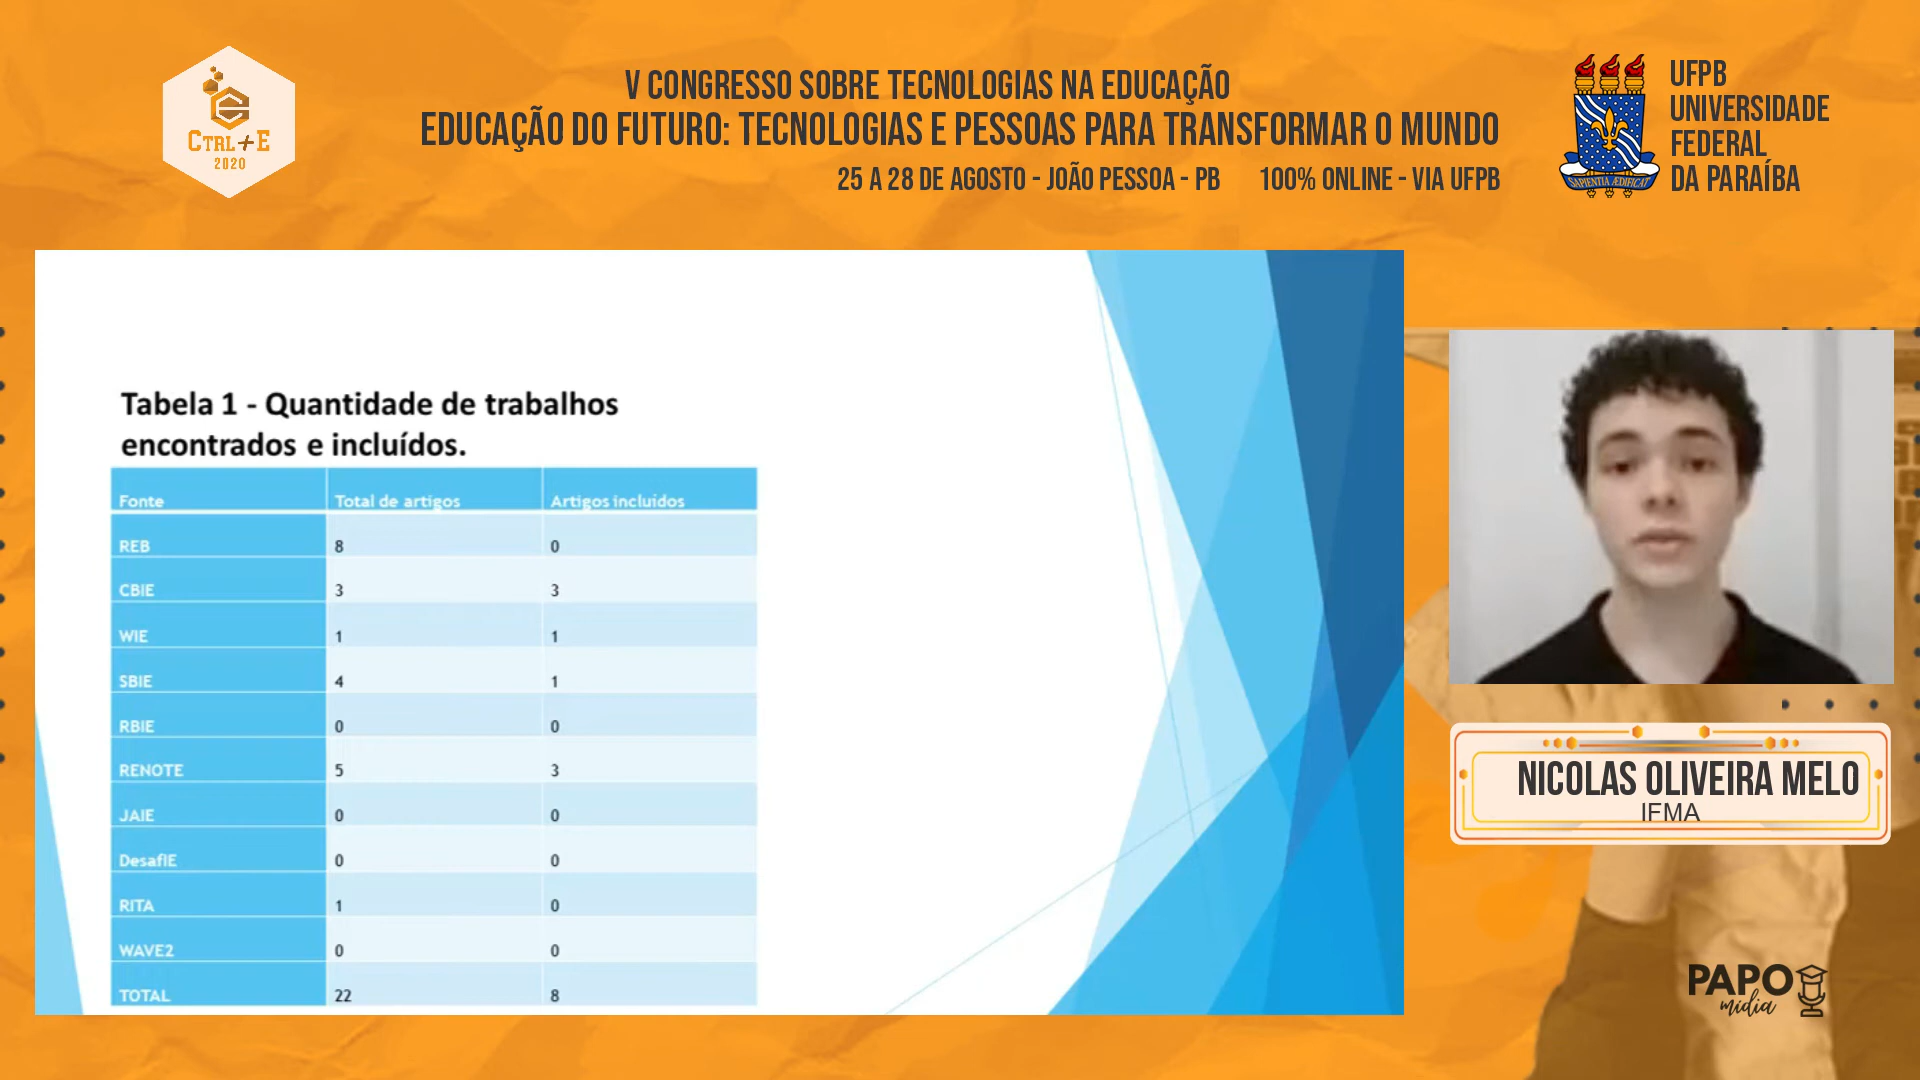 CTRL+E
2020
V CONGRESSO SOBRE TECNOLOGIAS NA EDUCAÇÃO
EDUCAÇÃO DO FUTURO: TECNOLOGIAS E PESSOAS PARA TRANSFORMAR O MUNDO
25 A 28 DE AGOSTO - JOÃO PESSOA - PB 100% ONLINE - VIA UFPB
SAPIENTIA ÆDIFICAT
UFPB
UNIVERSIDADE
FEDERAL
DA PARAÍBA
Tabela 1 - Quantidade de trabalhos
encontrados e incluídos.
Fonte Total de artigos Artigos incluidos
REB 8 0
CBIE 3 3
WIE 1 1
SBIE 4 1
RBIE 0 0
RENOTE 5 3
JAIE 0 0
DesafIE 0 0
RITA 1 0
WAVE2 0 0
TOTAL 22 8
NICOLAS OLIVEIRA MELO
IFMA
PAPO
mídia